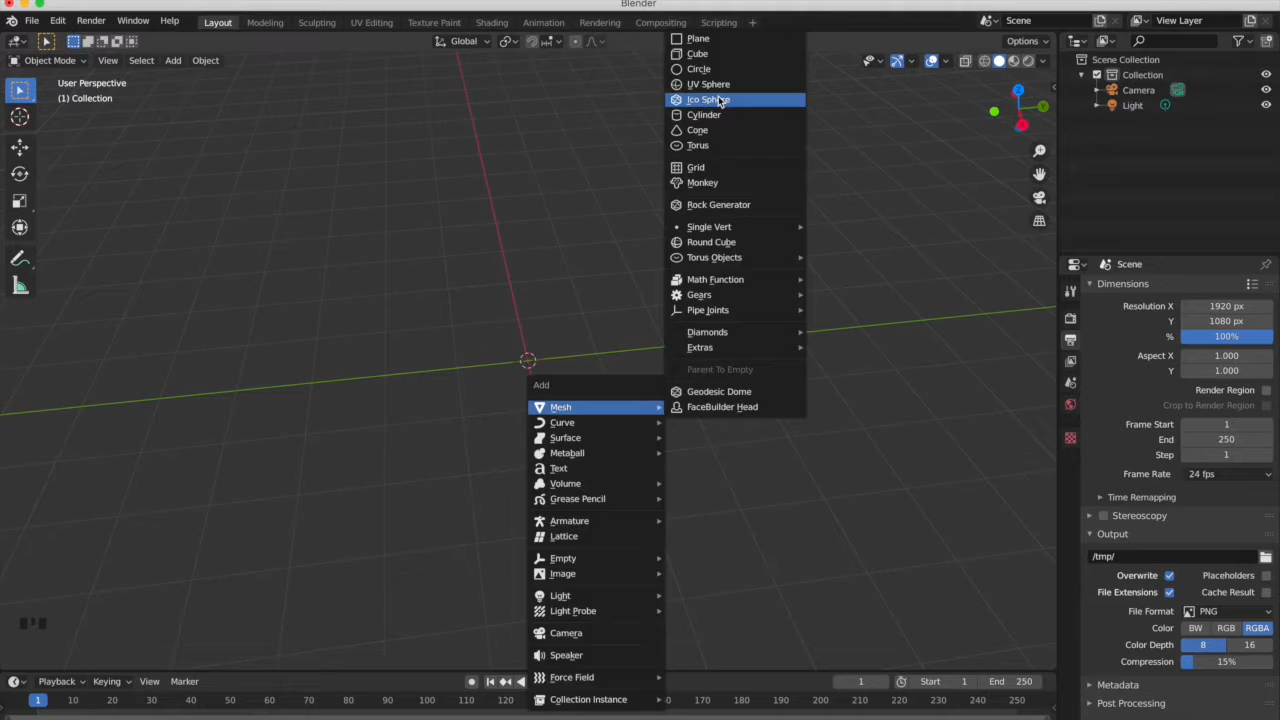 Blender
File Edit Render Window Help
Layout Modeling Sculpting UV Editing Texture Paint Shading Animation Rendering Compositing Scripting +
Scene
View Layer
Global
Options
Object Mode View Select Add Object
User Perspective
(1) Collection
Plane
Cube
Circle
UV Sphere
Ico Sphere
Cylinder
Cone
Torus
Grid
Monkey
Rock Generator
Single Vert
Round Cube
Torus Objects
Math Function
Gears
Pipe Joints
Diamonds
Extras
Parent To Empty
Geodesic Dome
FaceBuilder Head
Add
Mesh
Curve
Surface
Metaball
Text
Volume
Grease Pencil
Armature
Lattice
Empty
Image
Light
Light Probe
Camera
Speaker
Force Field
Collection Instance
Z
Y
X
Scene Collection
Collection
Camera
Light
Scene
Dimensions
Resolution X 1920 px
Y 1080 px
% 100%
Aspect X 1.000
Y 1.000
Render Region
Crop to Render Region
Frame Start 1
End 250
Step 1
Frame Rate 24 fps
Time Remapping
Stereoscopy
Output
/tmp/
Overwrite Placeholders
File Extensions Cache Result
File Format PNG
Color BW RGB RGBA
Color Depth 8 16
Compression 15%
Metadata
Post Processing
Playback Keying View Marker
1 Start 1 End 250
1 10 20 30 40 50 60 70 80 90 100 110 120 170 180 190 200 210 220 230 240 250